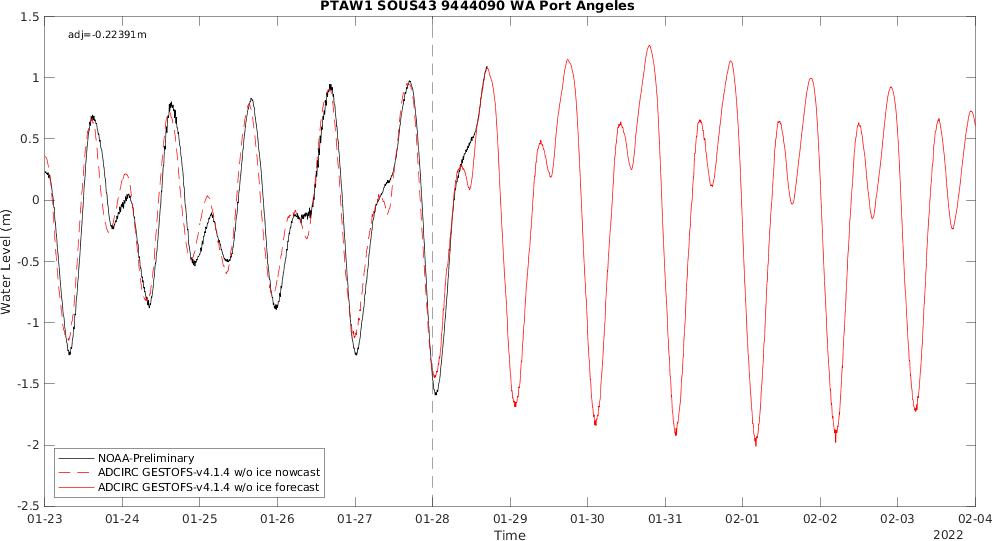 PTAW1 SOUS43 9444090 WA Port Angeles
adj=-0.22391m
1.5
1
0.5
0
-0.5
-1
-1.5
-2
-2.5
Water Level (m)
NOAA-Preliminary
ADCIRC GESTOFS-v4.1.4 w/o ice nowcast
ADCIRC GESTOFS-v4.1.4 w/o ice forecast
01-23 01-24 01-25 01-26 01-27 01-28 01-29 01-30 01-31 02-01 02-02 02-03 02-04
Time
2022